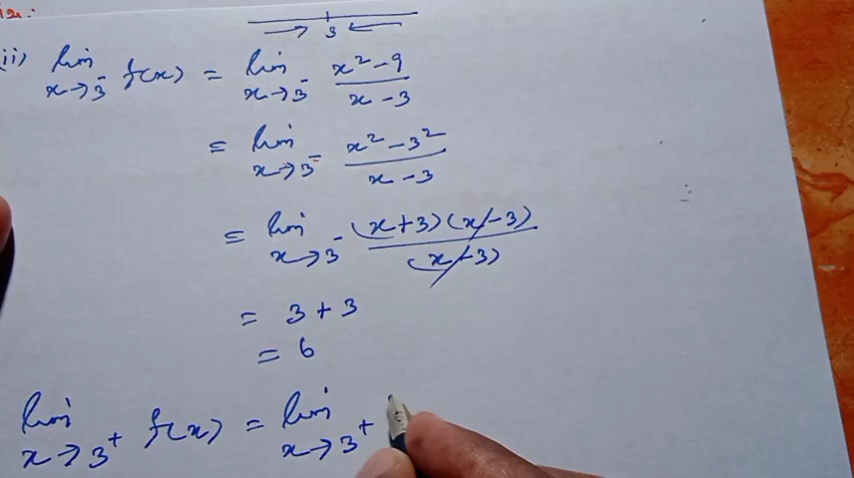 3
(ii) lim x→3⁻ f(x) = lim x→3⁻ (x² - 9)/(x - 3)
= lim x→3⁻ (x² - 3²)/(x - 3)
= lim x→3⁻ (x+3)(x-3)/(x-3)
= 3 + 3
= 6
lim x→3⁺ f(x) = lim x→3⁺